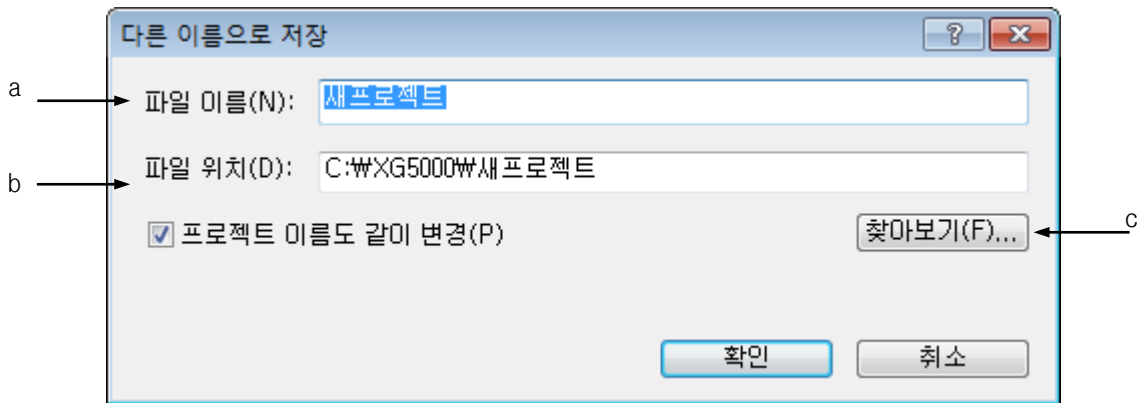 다른 이름으로 저장
a 파일 이름(N): 새프로젝트
b 파일 위치(D): C:₩XG5000₩새프로젝트
프로젝트 이름도 같이 변경(P) 찾아보기(F)... c
확인 취소